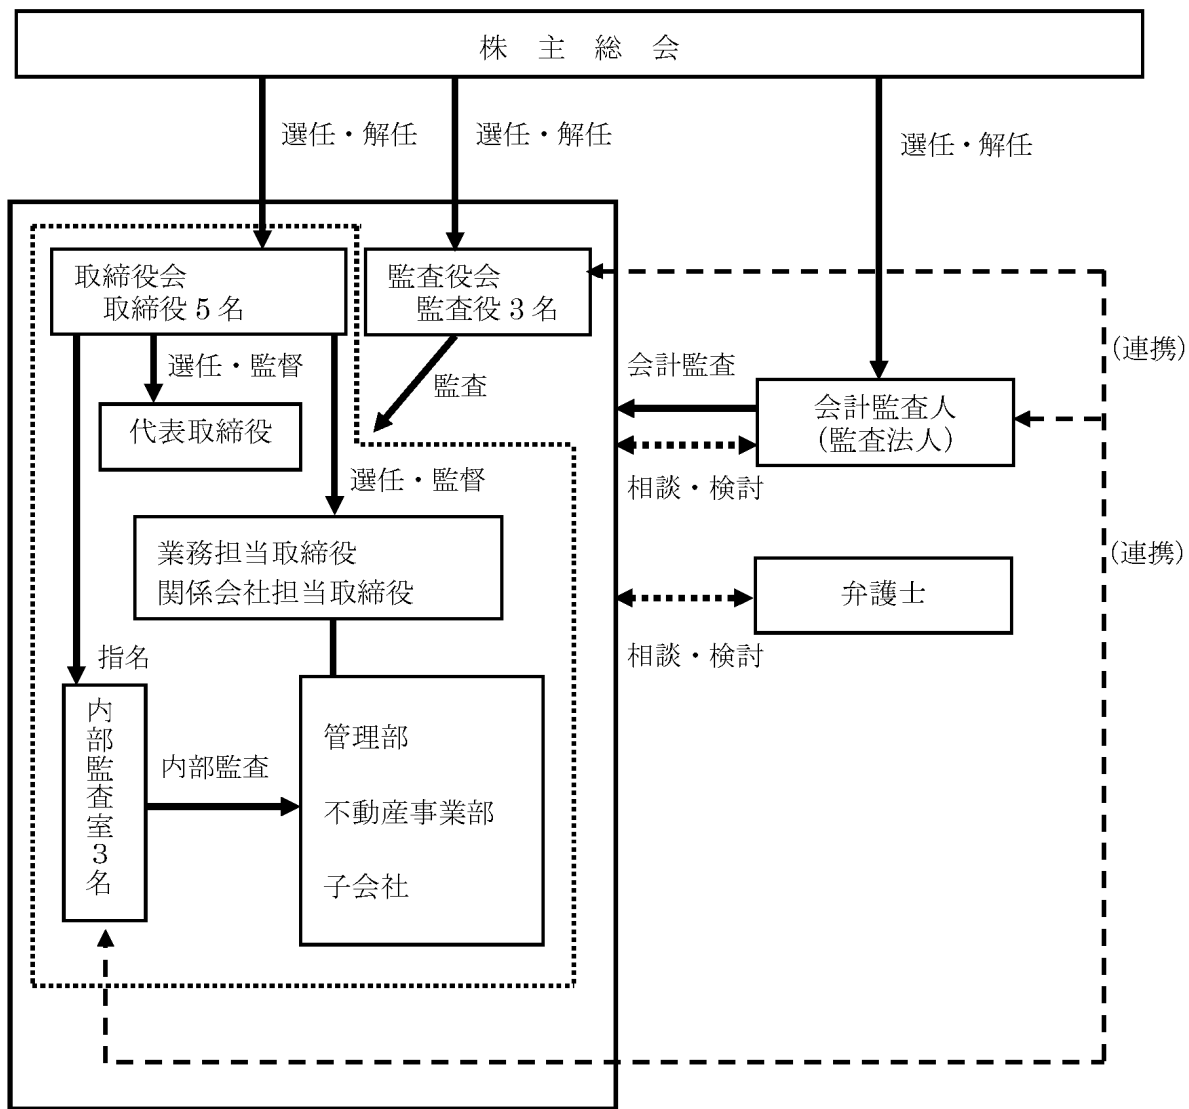 株 主 総 会
選任・解任
選任・解任
選任・解任
取締役会
取締役5名
監査役会
監査役3名
(連携)
選任・監督
監査
会計監査
会計監査人
(監査法人)
代表取締役
選任・監督
相談・検討
業務担当取締役
関係会社担当取締役
(連携)
弁護士
相談・検討
指名
内部監査室3名
内部監査
管理部
不動産事業部
子会社